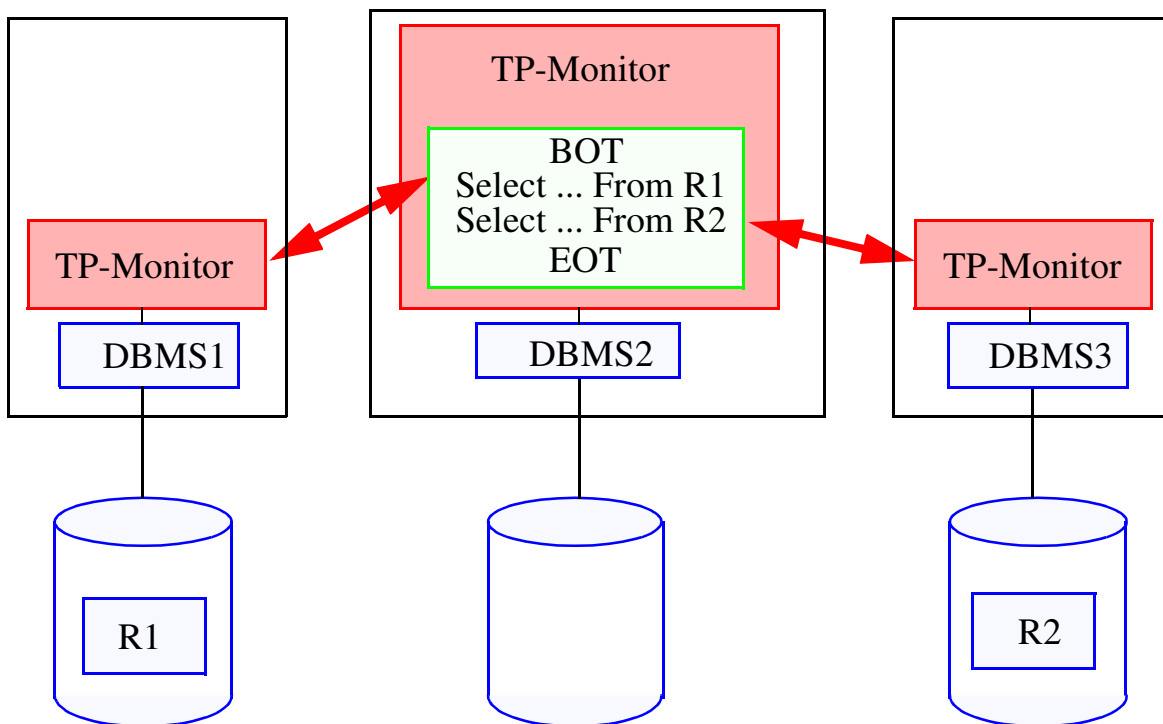 TP-Monitor
BOT
Select ... From R1
Select ... From R2
EOT
TP-Monitor
TP-Monitor
DBMS1
DBMS2
DBMS3
R1
R2